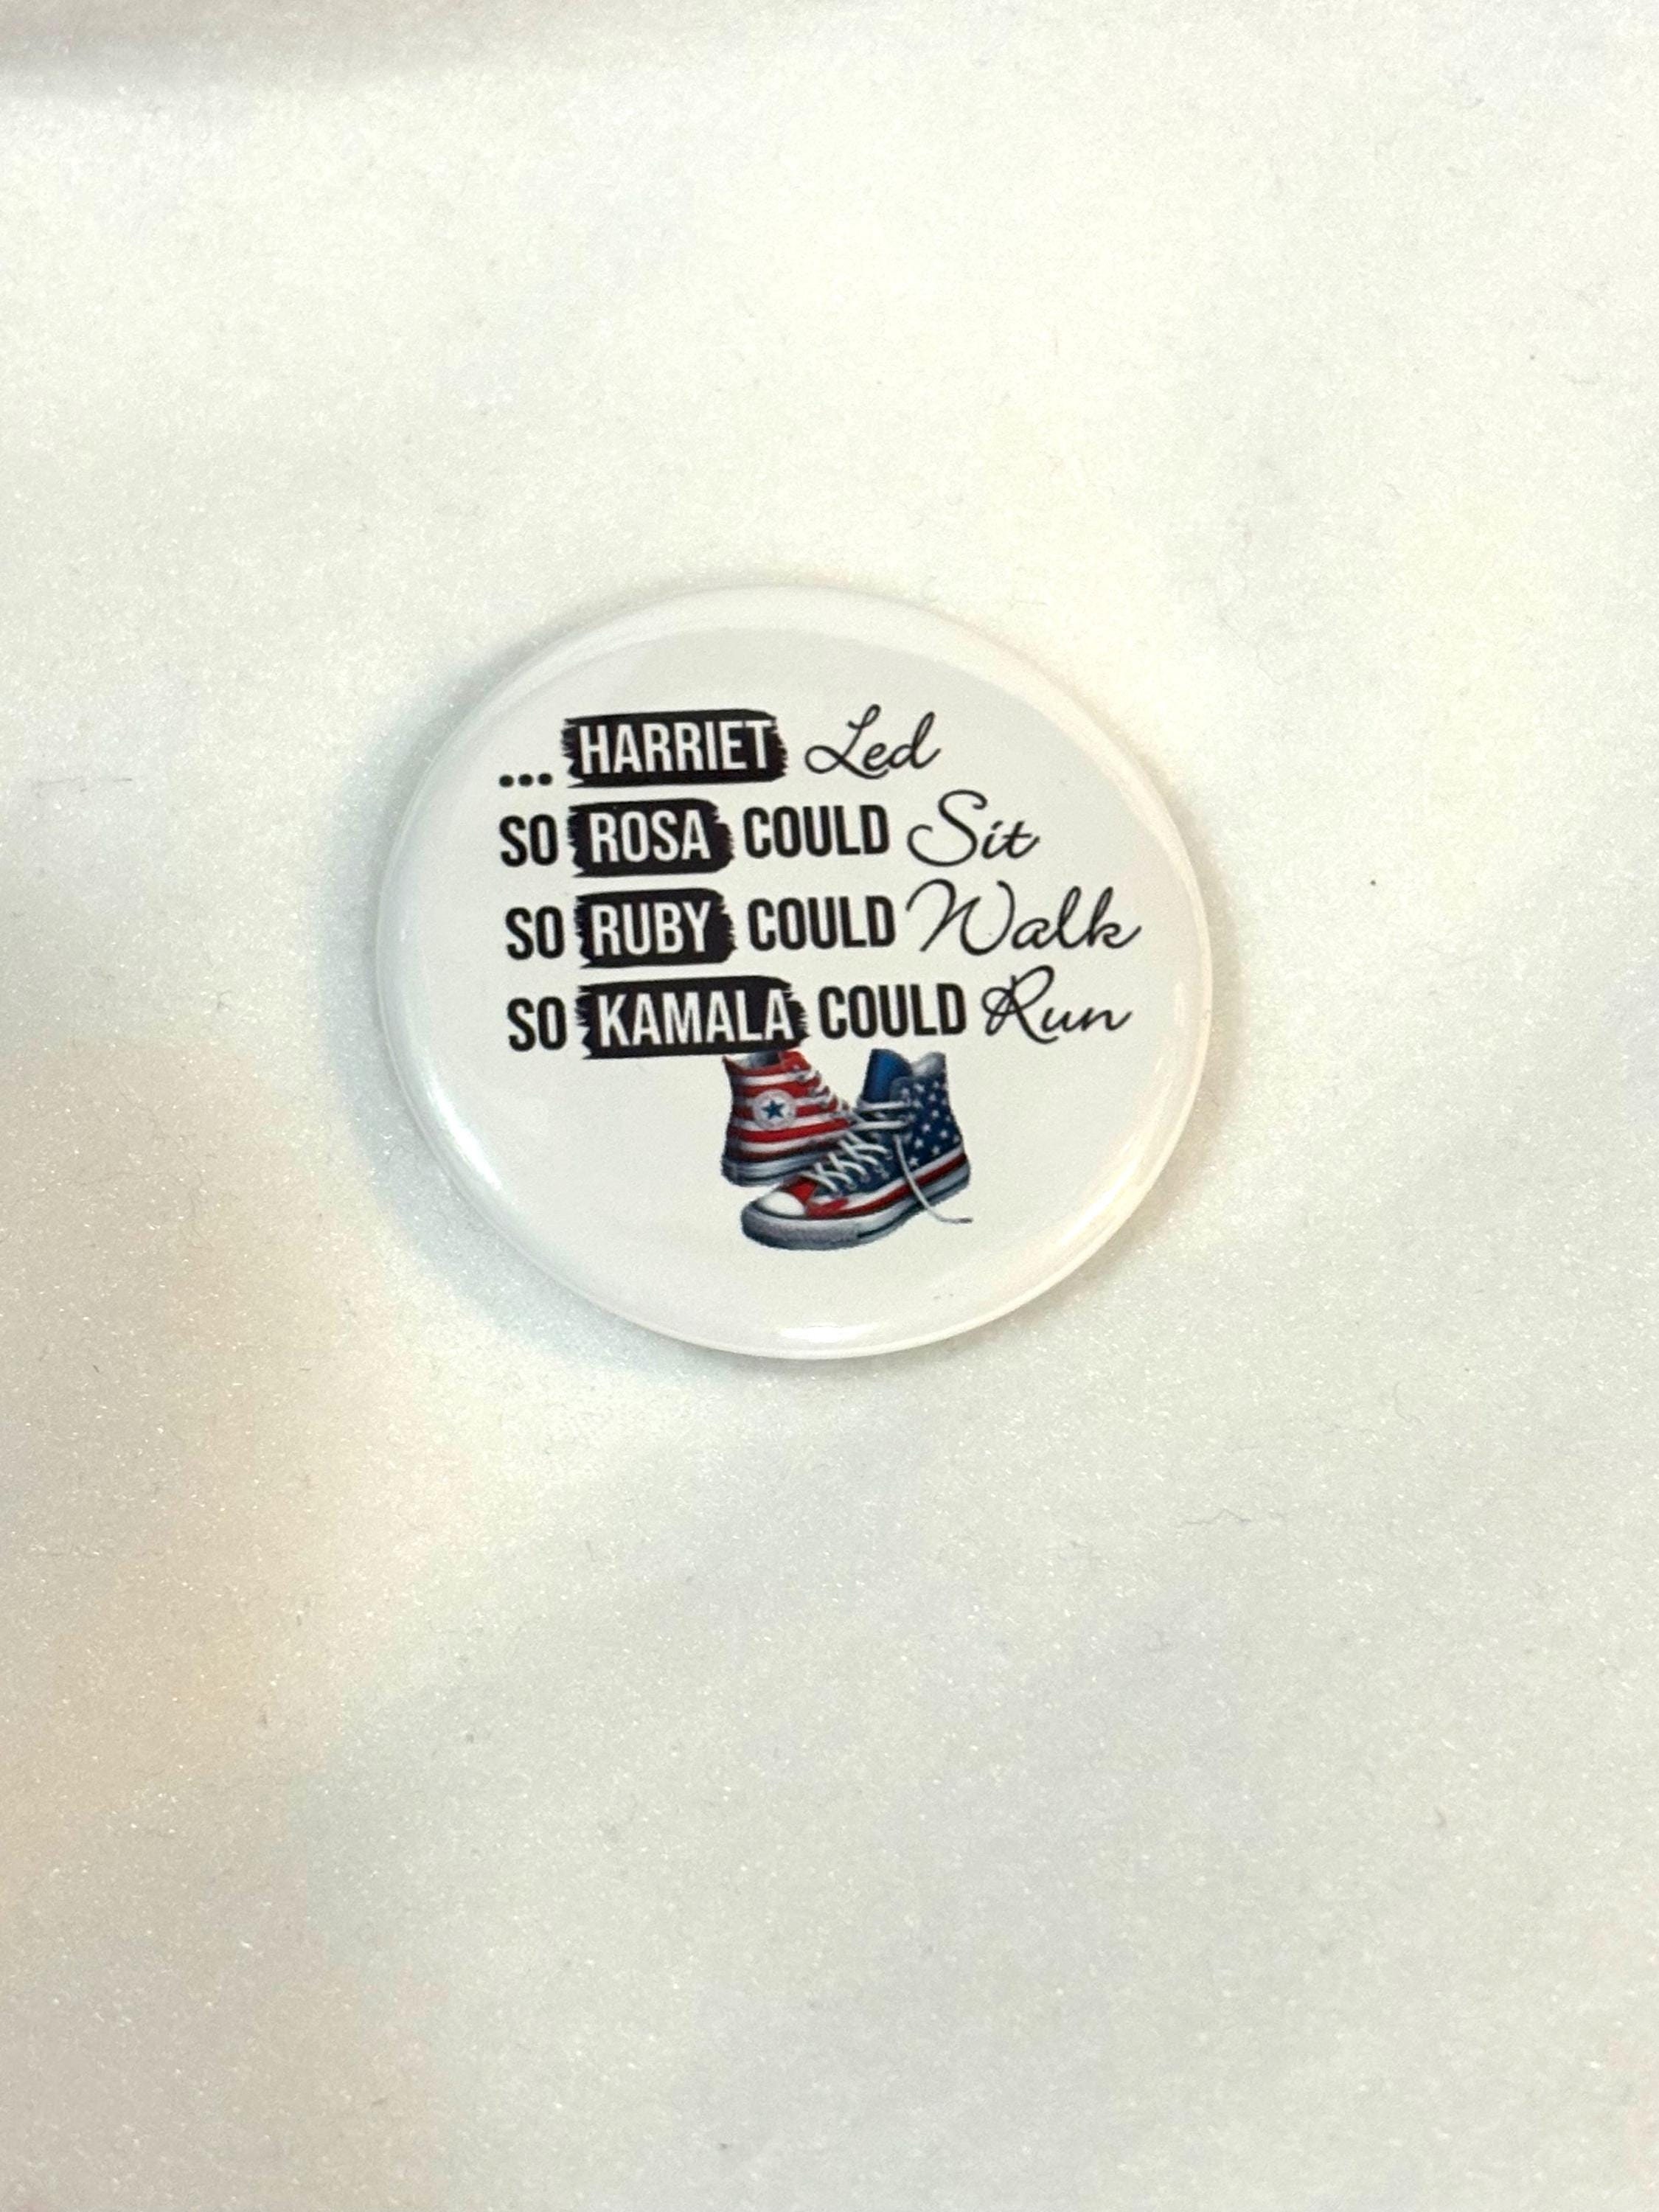 ... HARRIET Led
SO ROSA COULD Sit
SO RUBY COULD Walk
SO KAMALA COULD Run